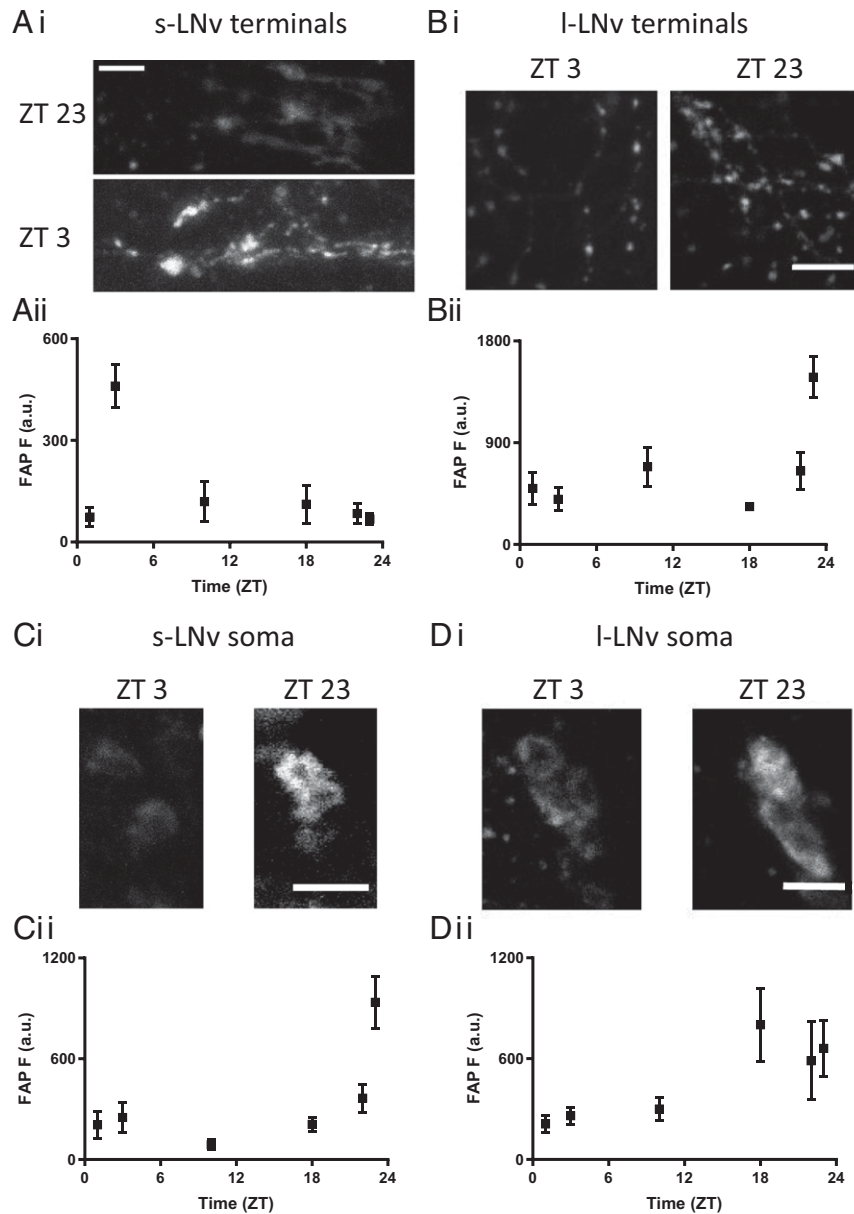 Ai s-LNv terminals
ZT 23
ZT 3
Bi l-LNv terminals
ZT 3 ZT 23
Aii
600
300
0
FAP F (a.u.)
0 6 12 18 24
Time (ZT)
Bii
1800
900
0
FAP F (a.u.)
0 6 12 18 24
Time (ZT)
Ci s-LNv soma
ZT 3 ZT 23
Di l-LNv soma
ZT 3 ZT 23
Cii
1200
600
0
FAP F (a.u.)
0 6 12 18 24
Time (ZT)
Dii
1200
600
0
FAP F (a.u.)
0 6 12 18 24
Time (ZT)